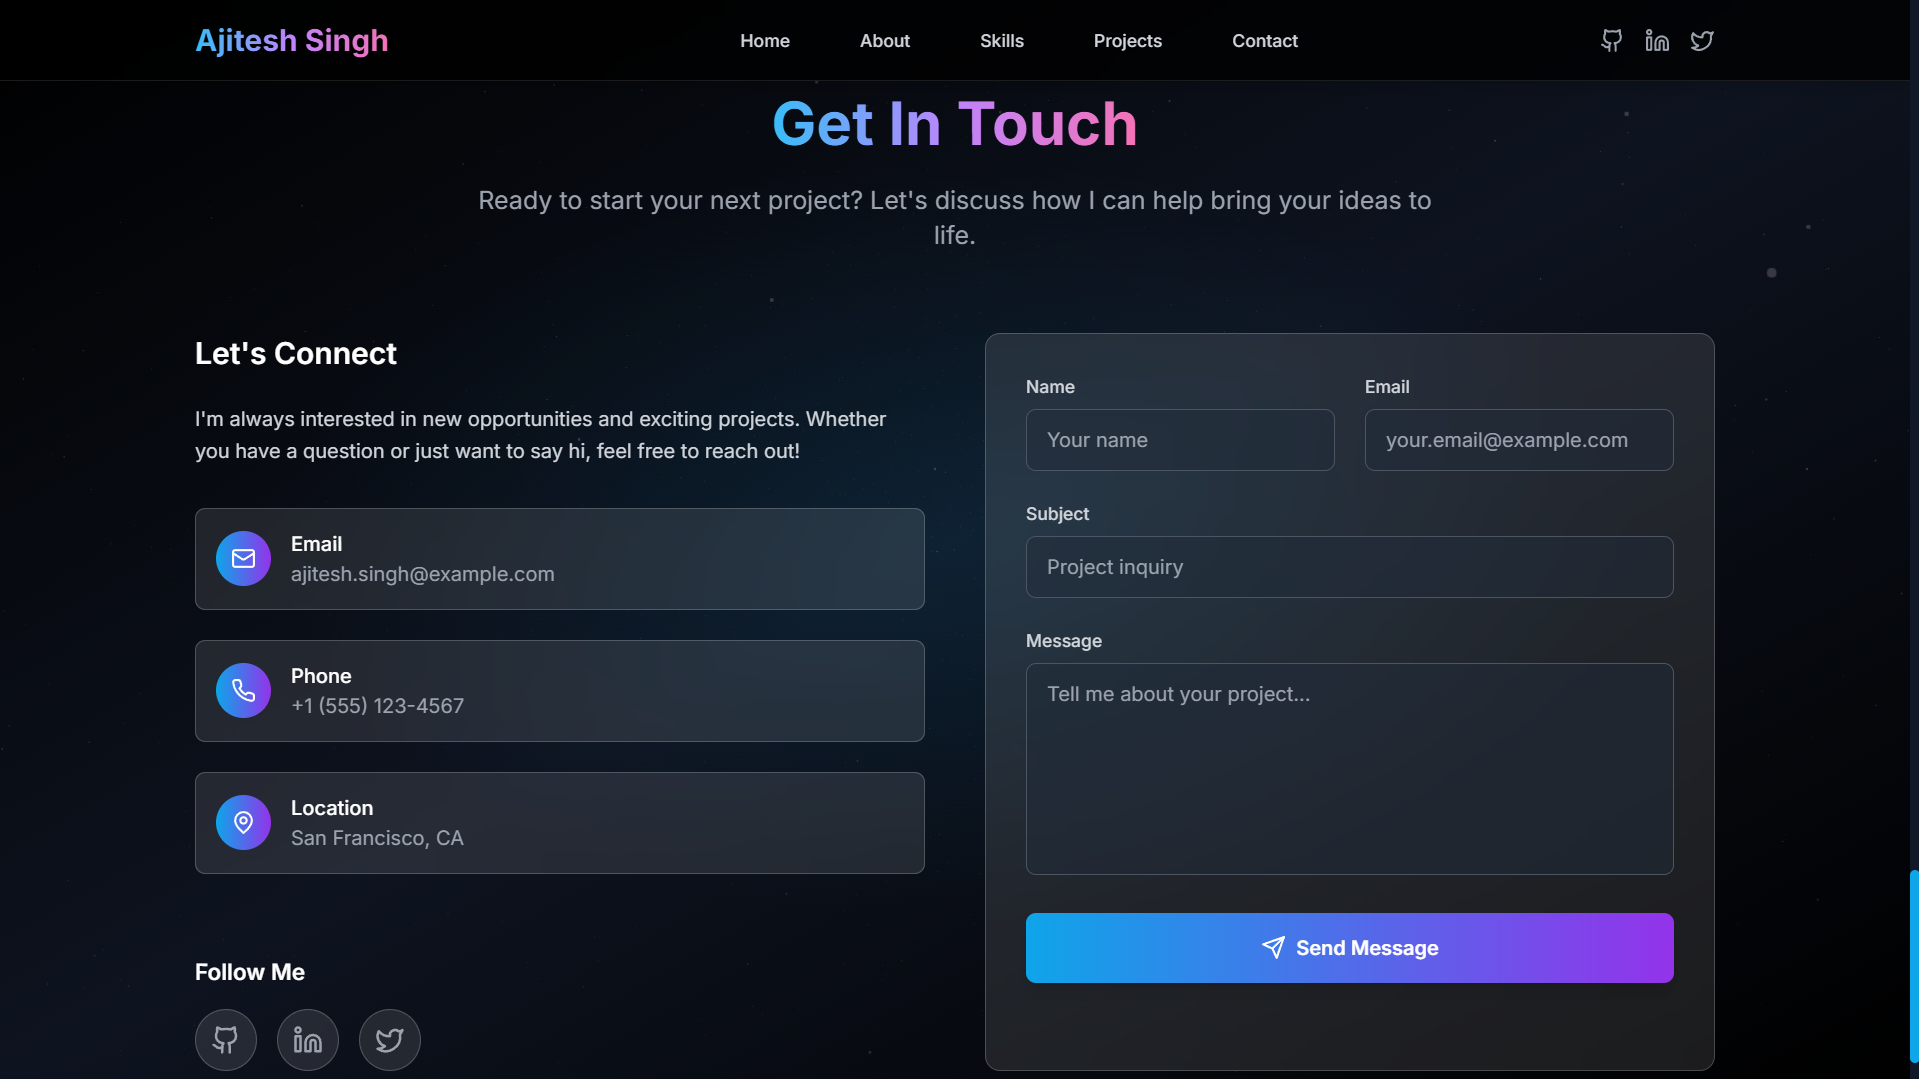 Ajitesh Singh
Home
About
Skills
Projects
Contact
Get In Touch
Ready to start your next project? Let's discuss how I can help bring your ideas to
life.
Let's Connect
I'm always interested in new opportunities and exciting projects. Whether
you have a question or just want to say hi, feel free to reach out!
Email
ajitesh.singh@example.com
Phone
+1 (555) 123-4567
Location
San Francisco, CA
Follow Me
Name
Your name
Email
your.email@example.com
Subject
Project inquiry
Message
Tell me about your project...
Send Message